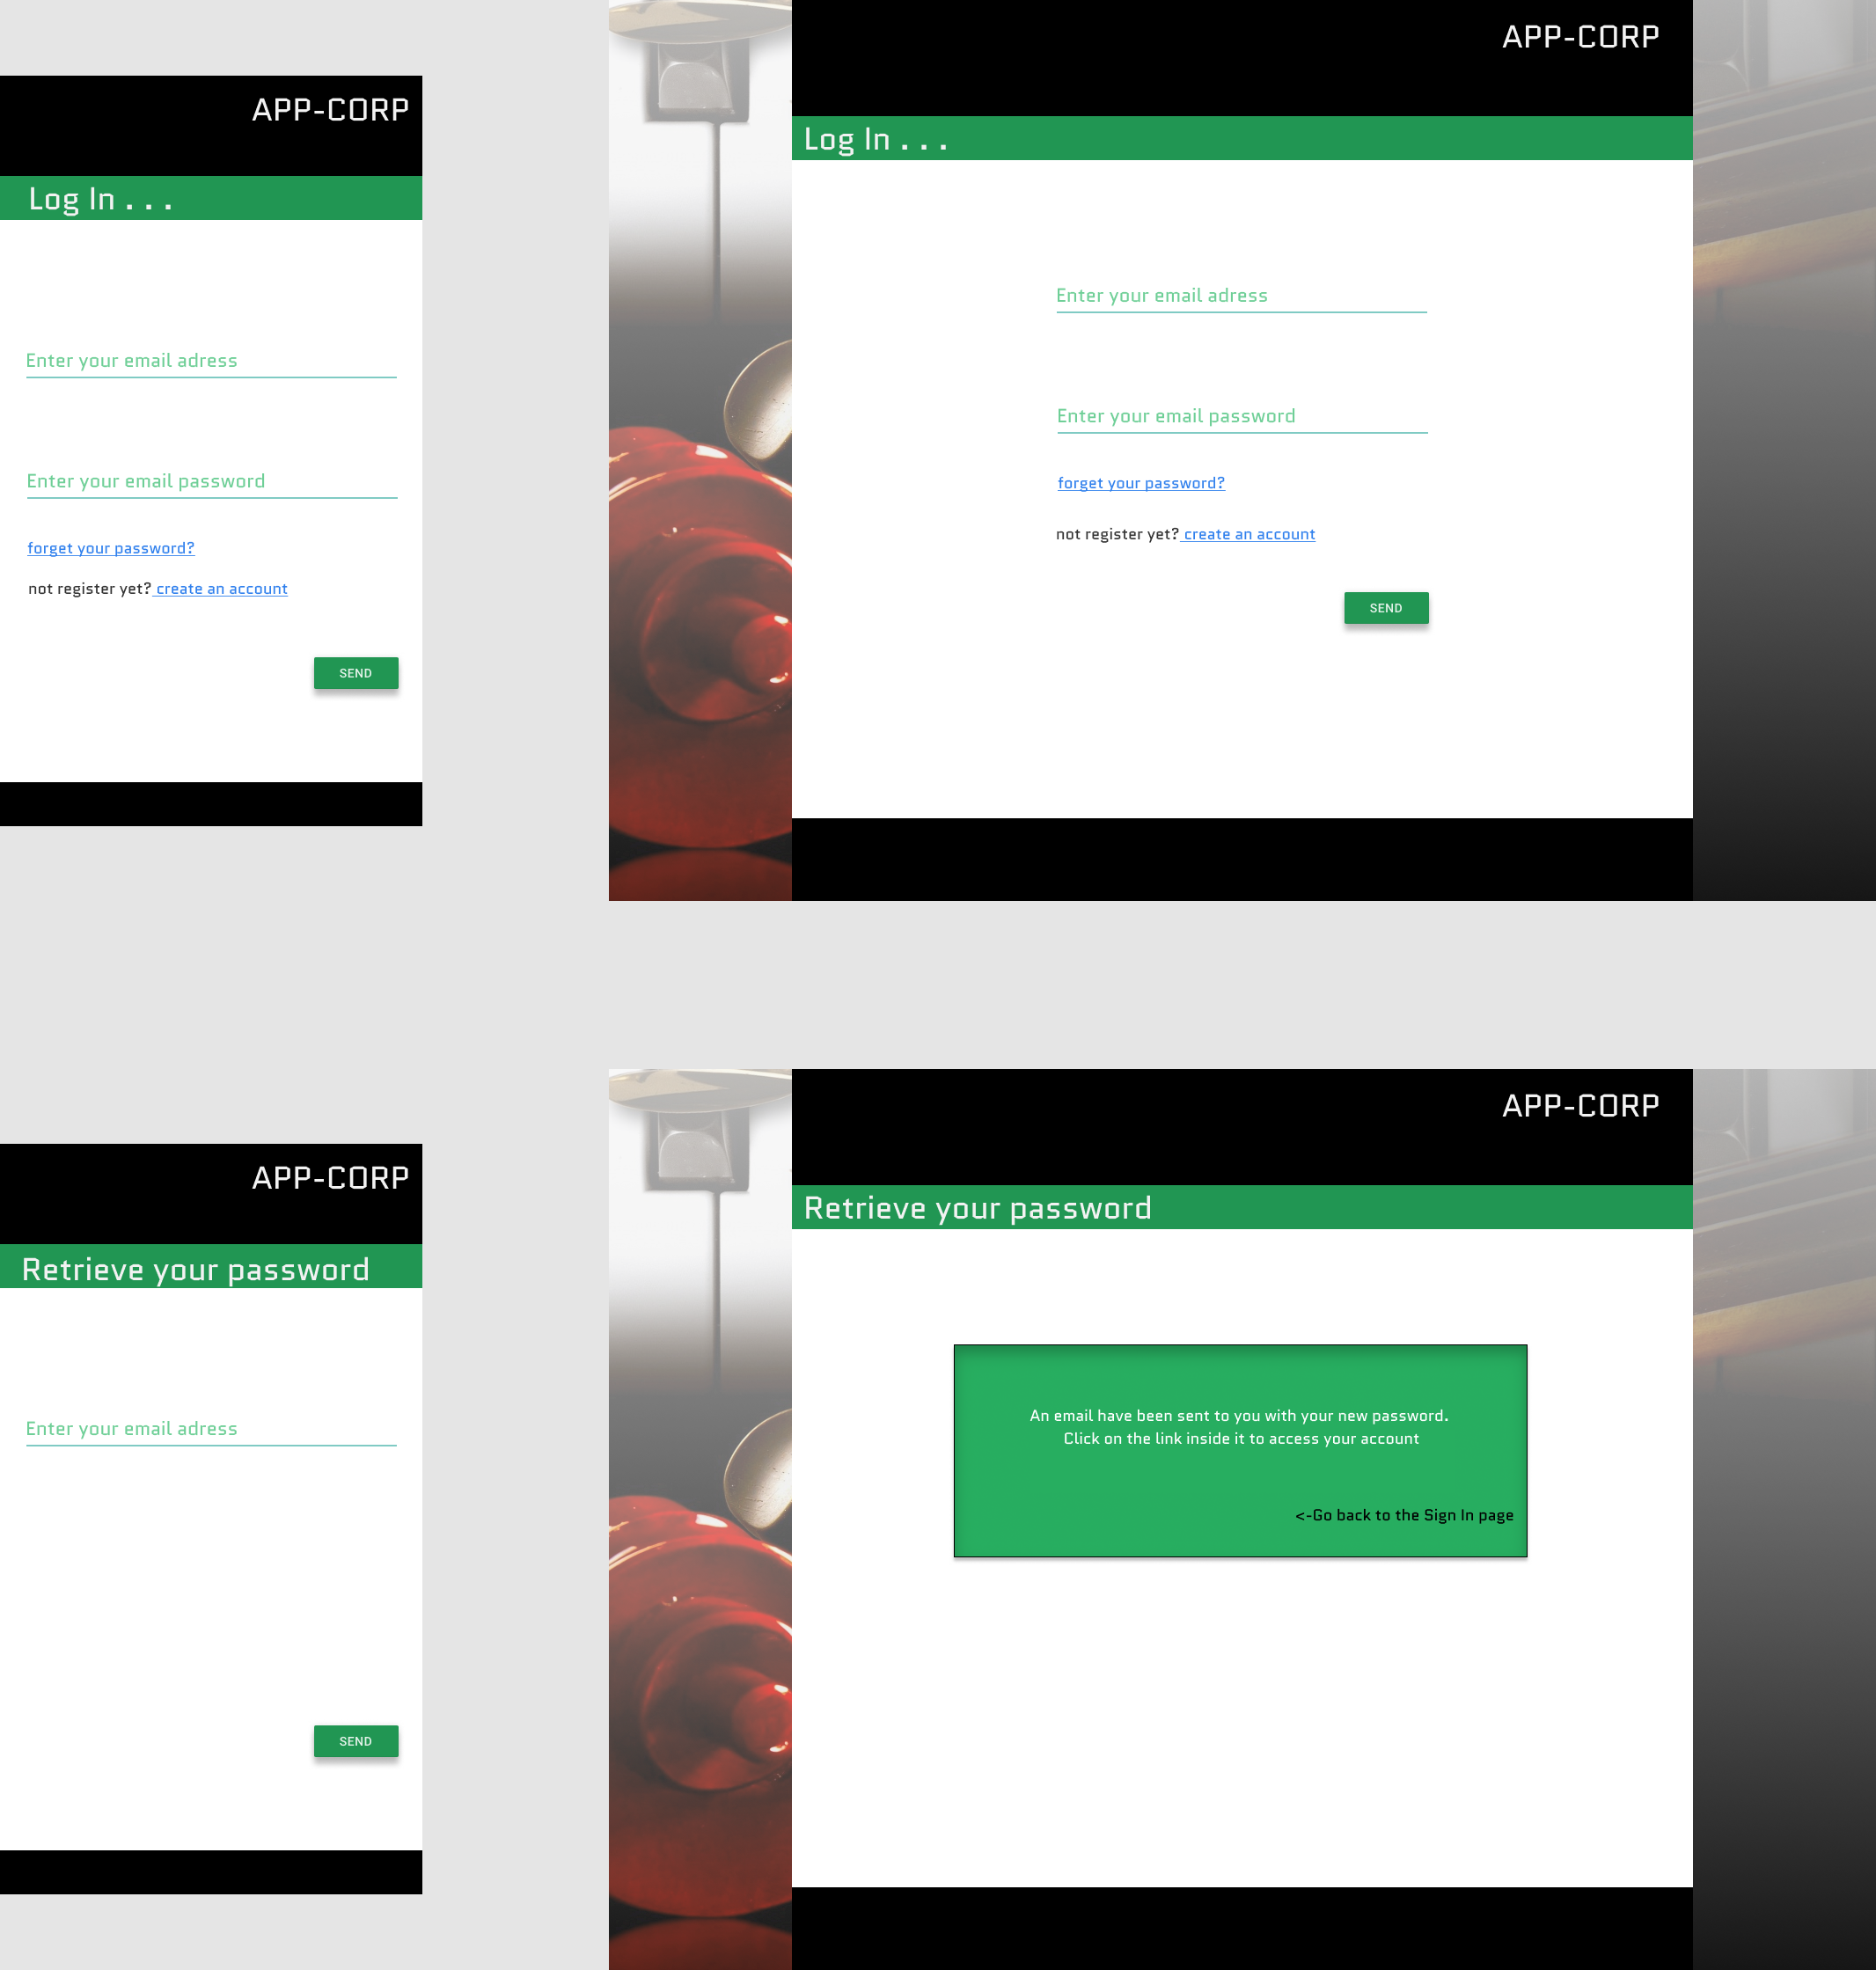 APP-CORP
Log In . . .
Enter your email adress
Enter your email password
forget your password?
not register yet? create an account
SEND
APP-CORP
Log In . . .
Enter your email adress
Enter your email password
forget your password?
not register yet? create an account
SEND
APP-CORP
Retrieve your password
Enter your email adress
SEND
APP-CORP
Retrieve your password
An email have been sent to you with your new password.
Click on the link inside it to access your account
<-Go back to the Sign In page